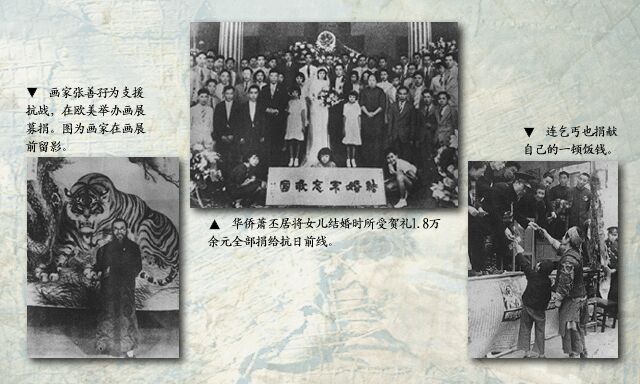 ▼ 画家张善孖为支援
抗战，在欧美举办画展
募捐。图为画家在画展
前留影。
結婚不忘救國
▲ 华侨萧丕居将女儿结婚时所受贺礼1.8万
余元全部捐给抗日前线。
▼ 连乞丐也捐献
自己的一顿饭钱。